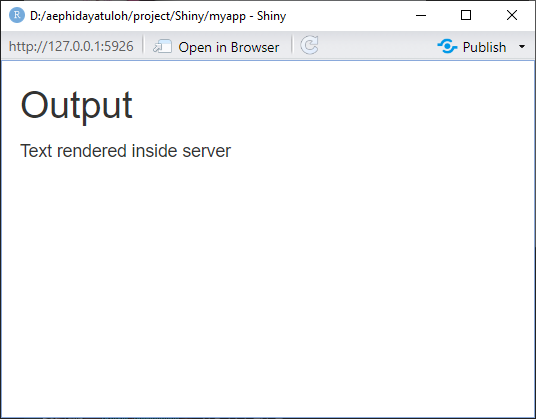 R D:/aephidayatuloh/project/Shiny/myapp - Shiny
http://127.0.0.1:5926 Open in Browser Publish
Output
Text rendered inside server